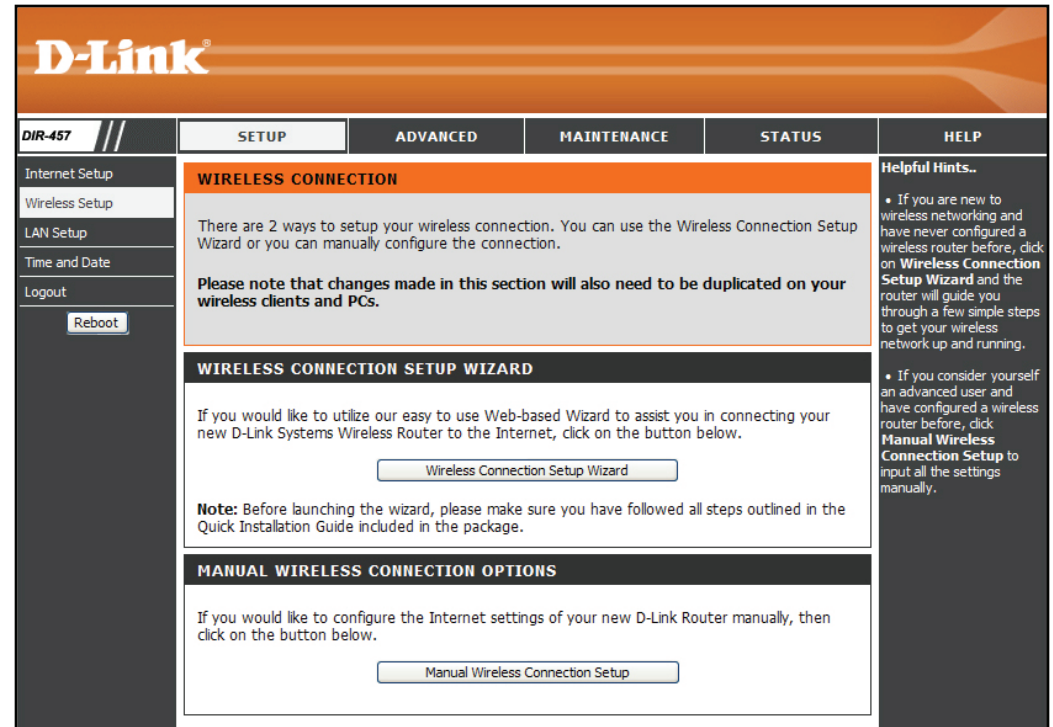 D-Link®
DIR-457
SETUP
ADVANCED
MAINTENANCE
STATUS
HELP
Internet Setup
Wireless Setup
LAN Setup
Time and Date
Logout
Reboot
WIRELESS CONNECTION
There are 2 ways to setup your wireless connection. You can use the Wireless Connection Setup
Wizard or you can manually configure the connection.
Please note that changes made in this section will also need to be duplicated on your
wireless clients and PCs.
WIRELESS CONNECTION SETUP WIZARD
If you would like to utilize our easy to use Web-based Wizard to assist you in connecting your
new D-Link Systems Wireless Router to the Internet, click on the button below.
Wireless Connection Setup Wizard
Note: Before launching the wizard, please make sure you have followed all steps outlined in the
Quick Installation Guide included in the package.
MANUAL WIRELESS CONNECTION OPTIONS
If you would like to configure the Internet settings of your new D-Link Router manually, then
click on the button below.
Manual Wireless Connection Setup
Helpful Hints..
• If you are new to
wireless networking and
have never configured a
wireless router before, click
on Wireless Connection
Setup Wizard and the
router will guide you
through a few simple steps
to get your wireless
network up and running.
• If you consider yourself
an advanced user and
have configured a wireless
router before, click
Manual Wireless
Connection Setup to
input all the settings
manually.